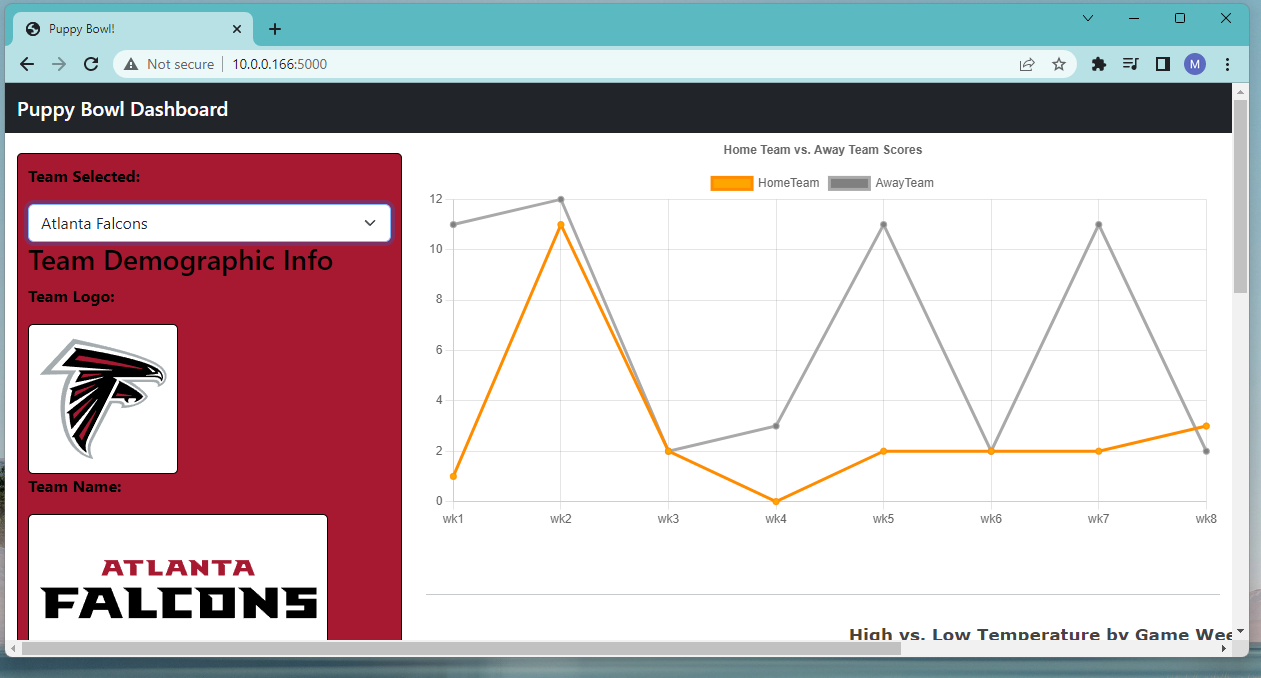 Puppy Bowl!
Not secure
10.0.0.166:5000
M
Puppy Bowl Dashboard
Team Selected:
Atlanta Falcons
Team Demographic Info
Team Logo:
Team Name:
ATLANTA
FALCONS
Home Team vs. Away Team Scores
HomeTeam AwayTeam
12
10
8
6
4
2
0
wk1 wk2 wk3 wk4 wk5 wk6 wk7 wk8
High vs. Low Temperature by Game Wee